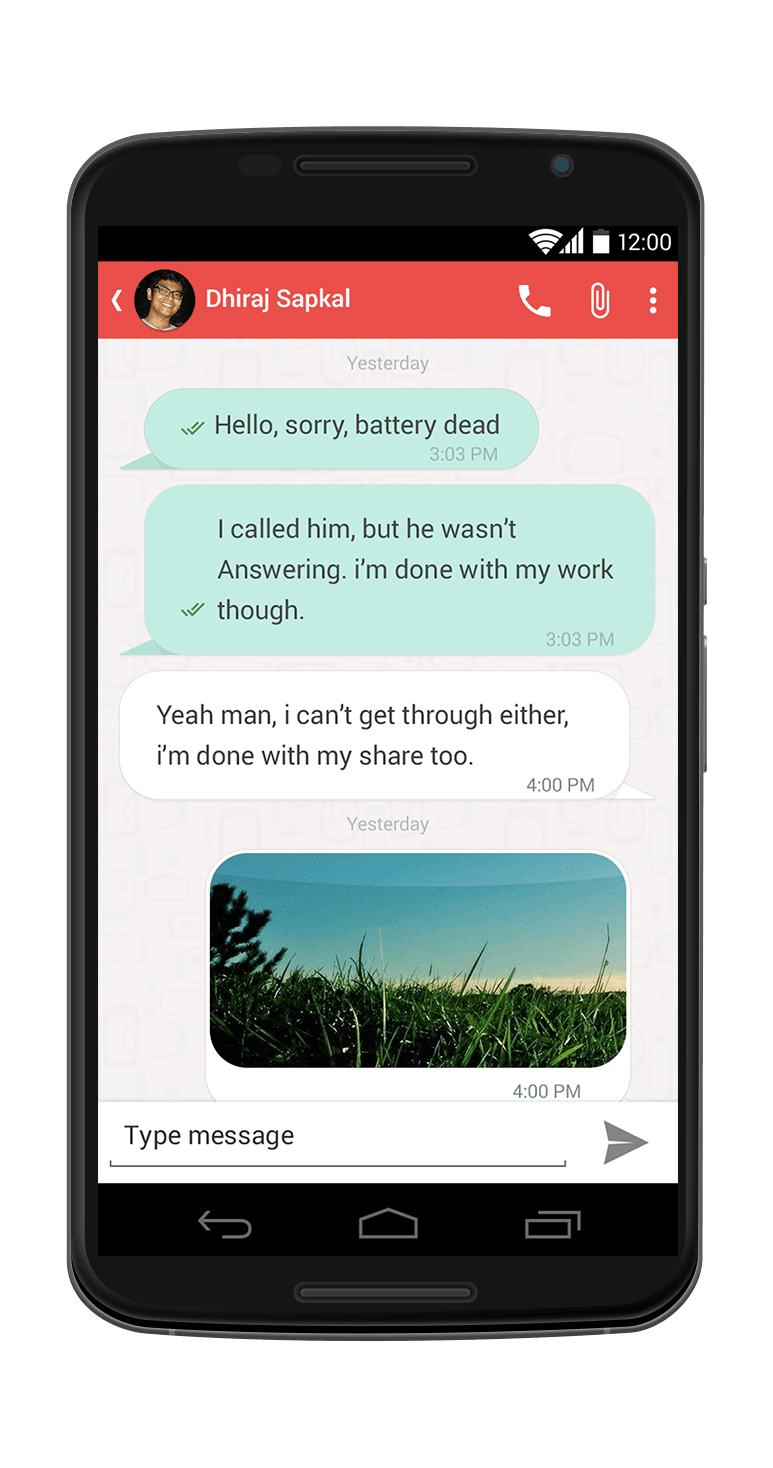 12:00
Dhiraj Sapkal
Yesterday
Hello, sorry, battery dead
3:03 PM
I called him, but he wasn’t
Answering. i’m done with my work
though.
3:03 PM
Yeah man, i can’t get through either,
i’m done with my share too.
4:00 PM
Yesterday
4:00 PM
Type message